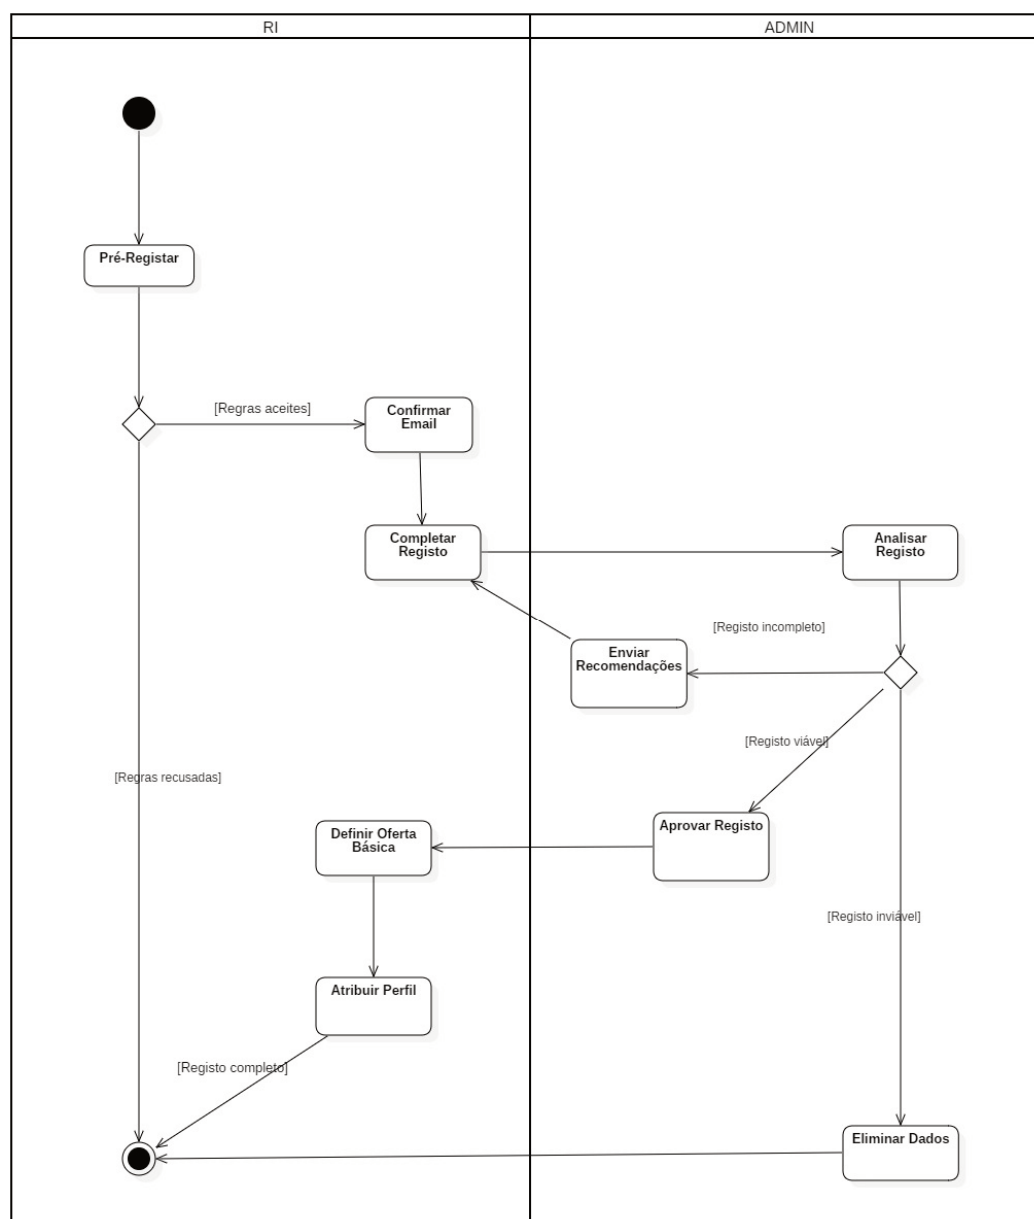 RI
ADMIN
Pré-Registar
[Regras aceites]
Confirmar
Email
Completar
Registo
Analisar
Registo
[Registo incompleto]
Enviar
Recomendações
[Registo viável]
[Regras recusadas]
Definir Oferta
Básica
Aprovar Registo
[Registo inviável]
Atribuir Perfil
[Registo completo]
Eliminar Dados